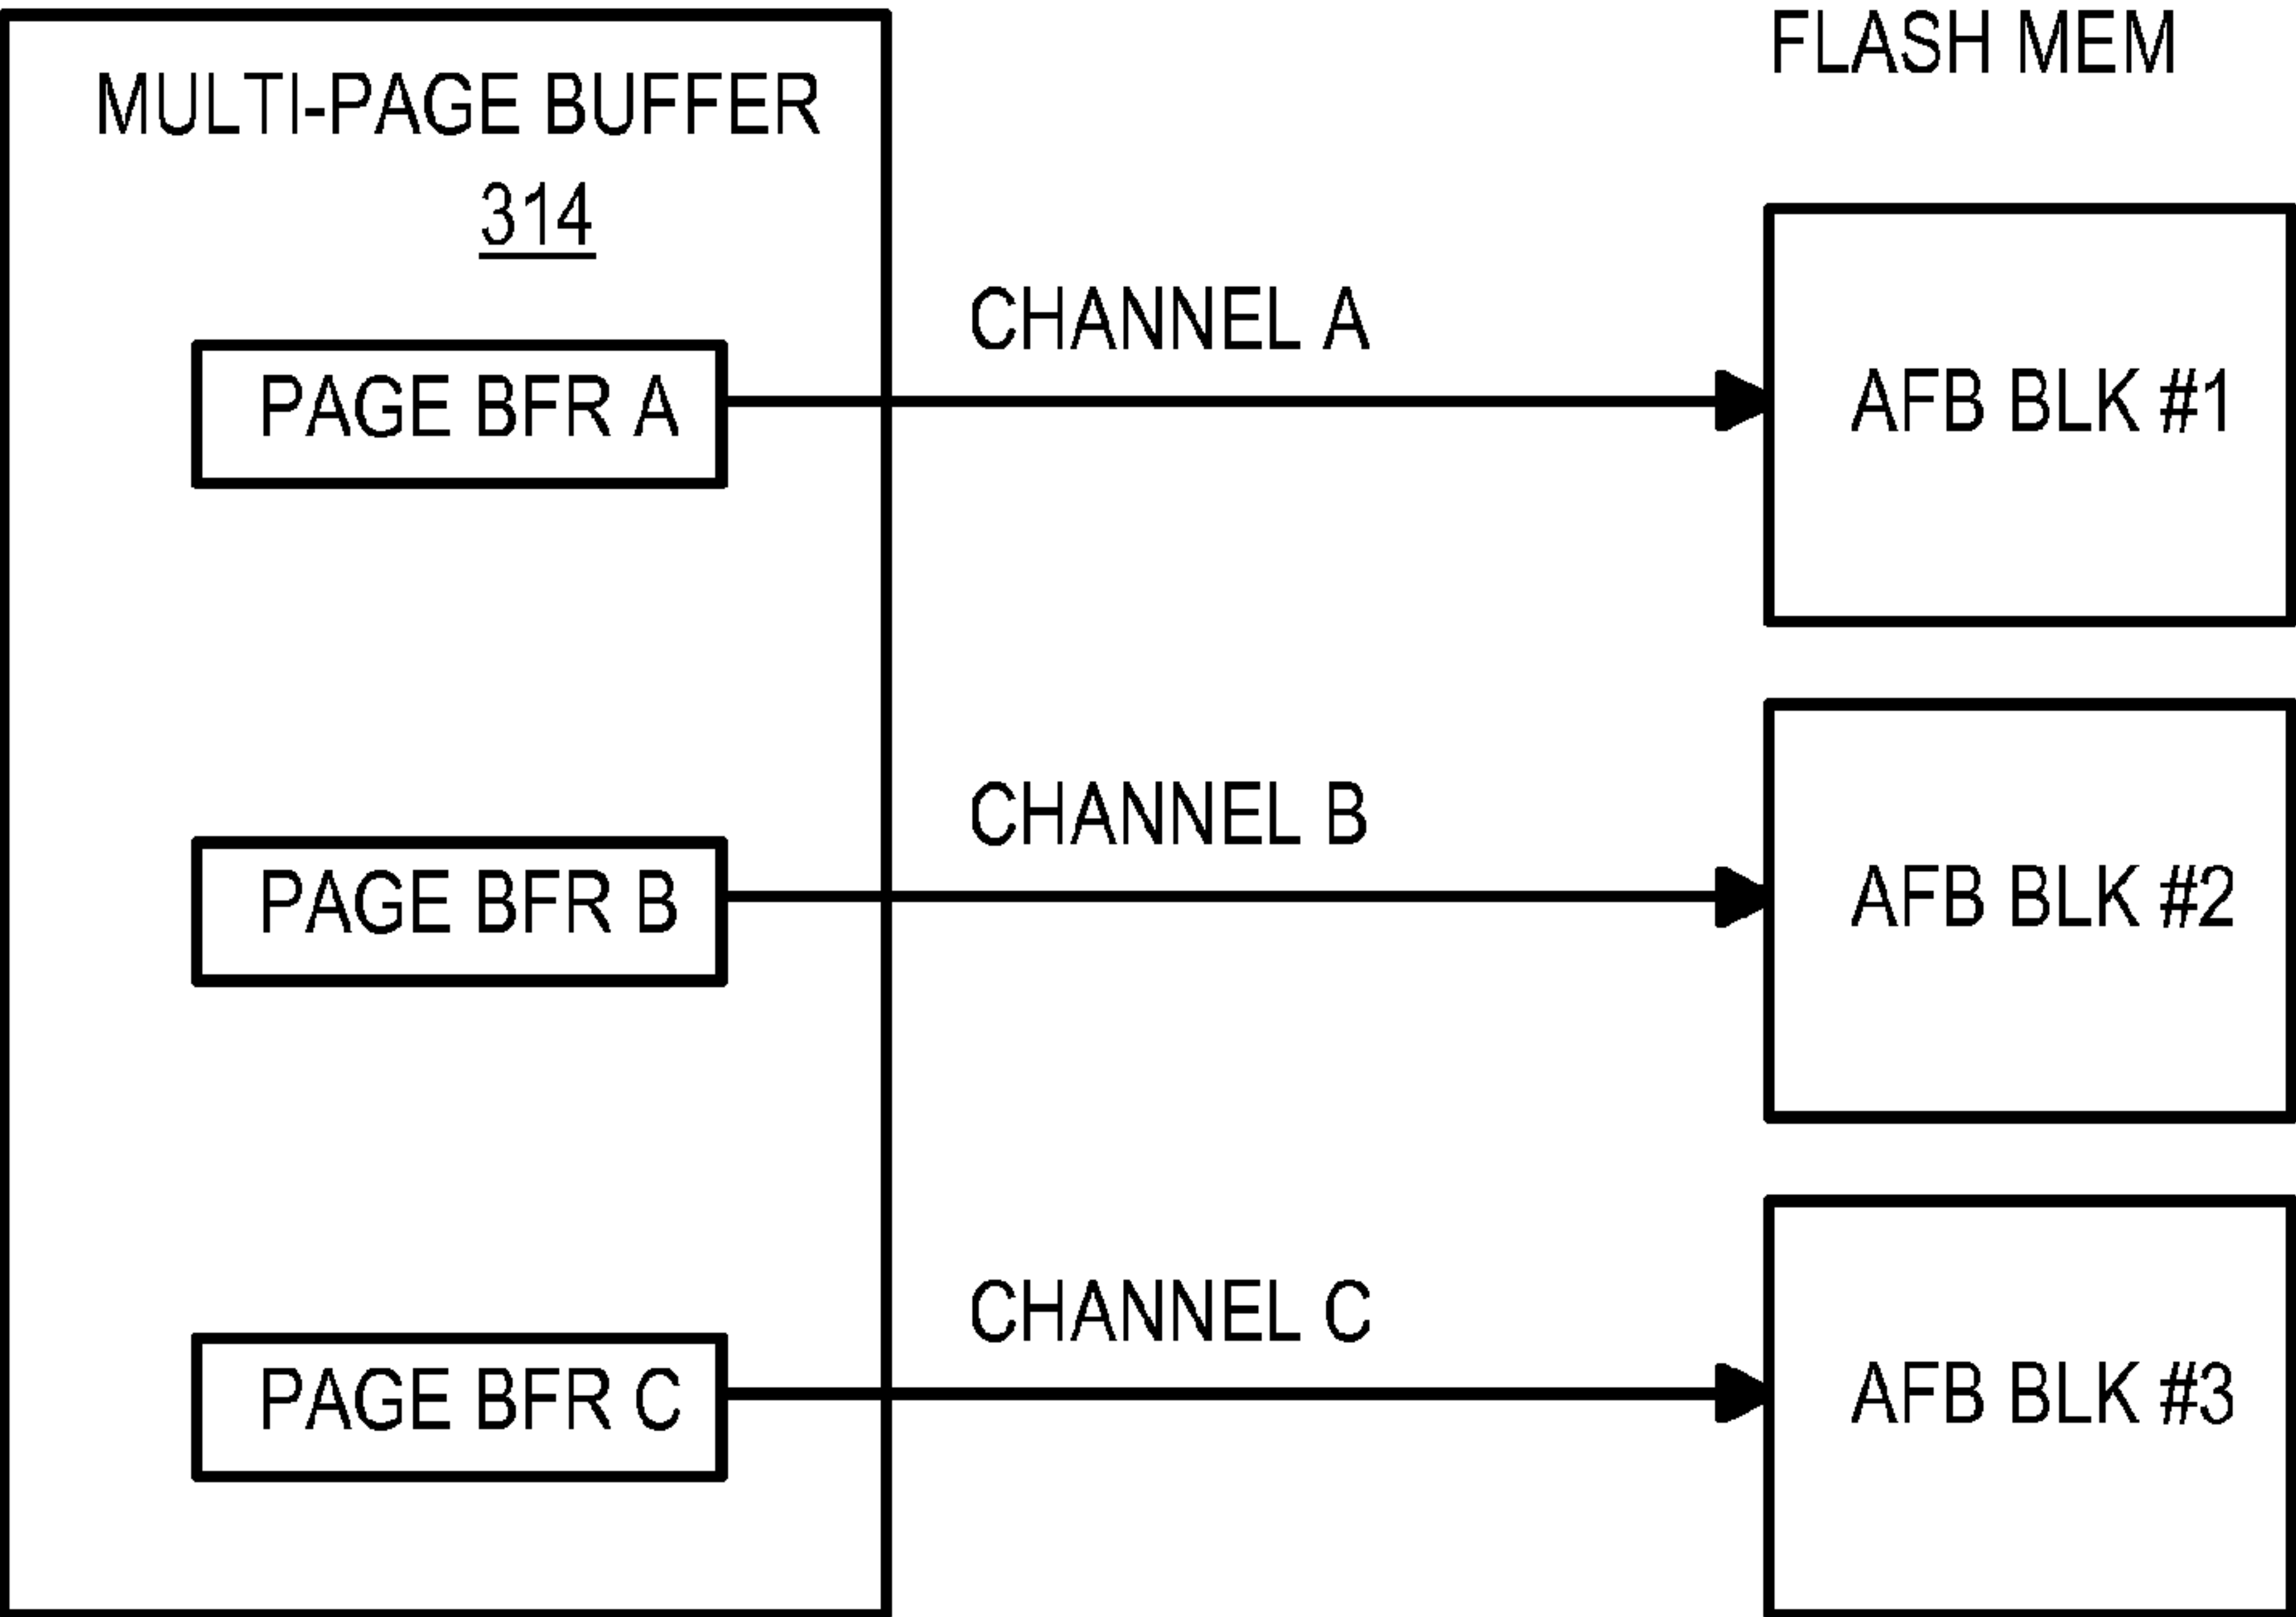 MULTI-PAGE BUFFER
314
FLASH MEM
PAGE BFR A
CHANNEL A
AFB BLK #1
PAGE BFR B
CHANNEL B
AFB BLK #2
PAGE BFR C
CHANNEL C
AFB BLK #3